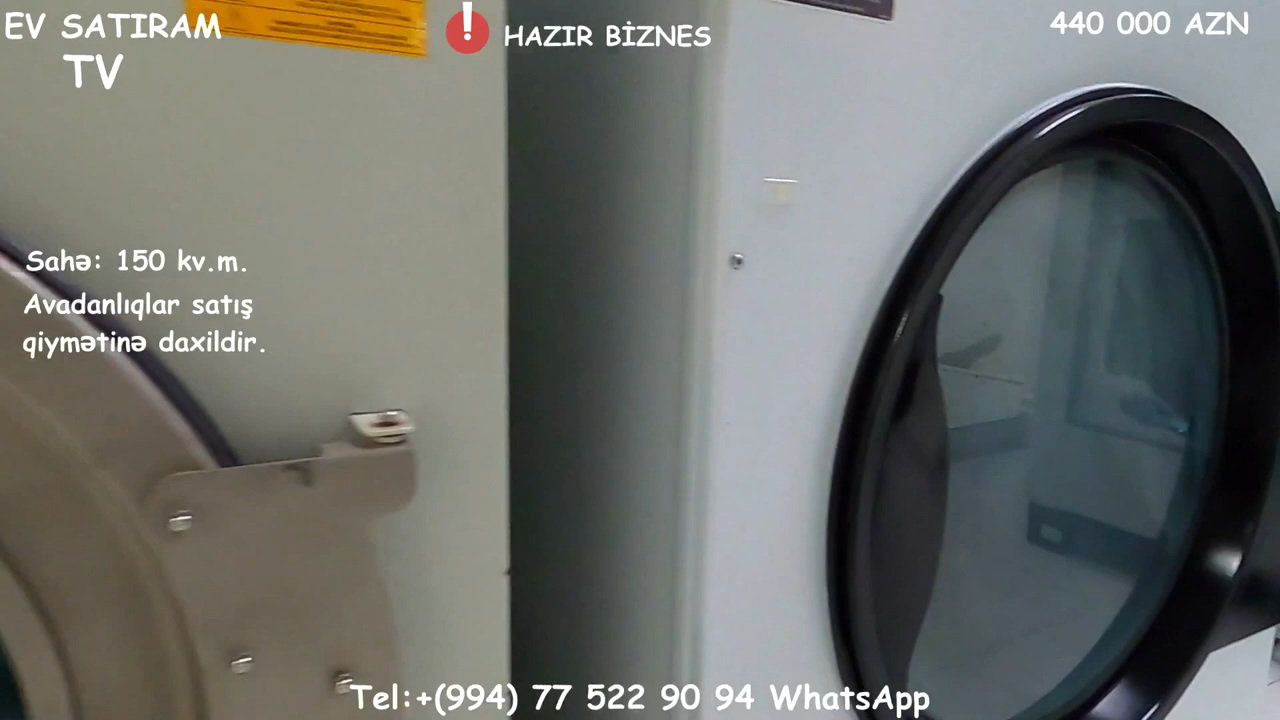 EV SATIRAM
TV
! HAZIR BİZNES
440 000 AZN
Sahə: 150 kv.m.
Avadanlıqlar satış
qiymətinə daxildir.
Tel:+(994) 77 522 90 94 WhatsApp